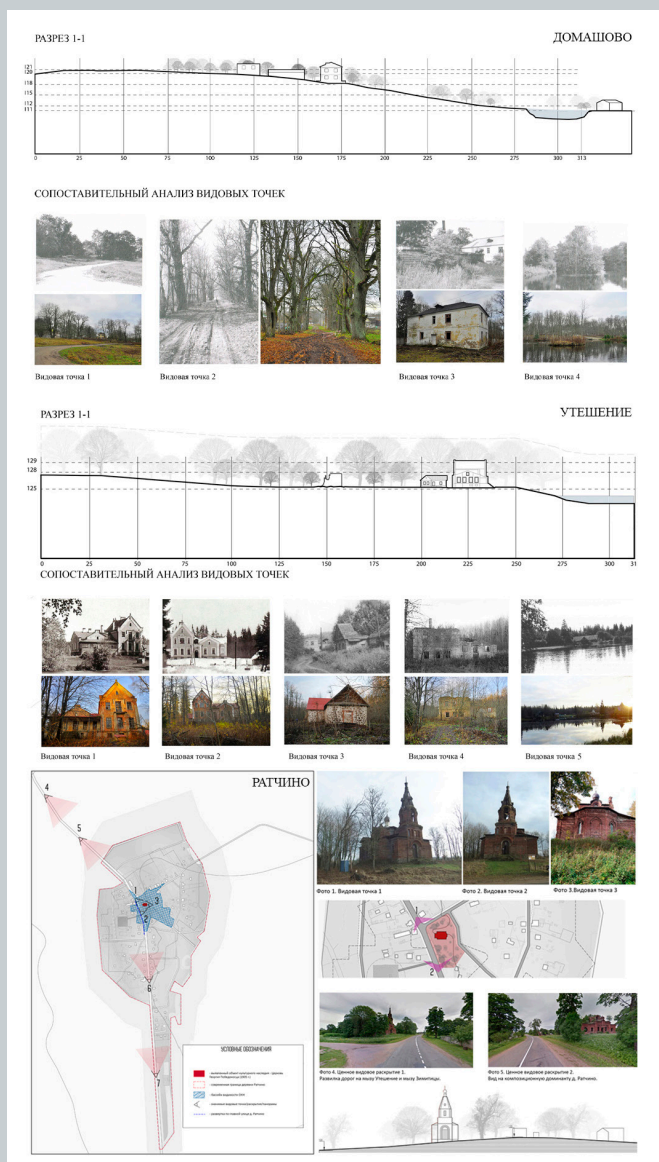 РАЗРЕЗ 1-1
ДОМАШОВО
121
120
118
115
112
111
0 25 50 75 100 125 150 175 200 225 250 275 300 313
СОПОСТАВИТЕЛЬНЫЙ АНАЛИЗ ВИДОВЫХ ТОЧЕК
Видовая точка 1
Видовая точка 2
Видовая точка 3
Видовая точка 4
РАЗРЕЗ 1-1
УТЕШЕНИЕ
129
128
125
0 25 50 75 100 125 150 175 200 225 250 275 300 31
СОПОСТАВИТЕЛЬНЫЙ АНАЛИЗ ВИДОВЫХ ТОЧЕК
Видовая точка 1
Видовая точка 2
Видовая точка 3
Видовая точка 4
Видовая точка 5
РАТЧИНО
4
5
1
3
2
6
7
УСЛОВНЫЕ ОБОЗНАЧЕНИЯ
Фото 1. Видовая точка 1
Фото 2. Видовая точка 2
Фото 3.Видовая точка 3
1
2
Фото 4. Ценное видовое раскрытие 1.
Развилка дорог на мызу Утешение и мызу Зимитицы.
Фото 5. Ценное видовое раскрытие 2.
Вид на композиционную доминанту д. Ратчино.